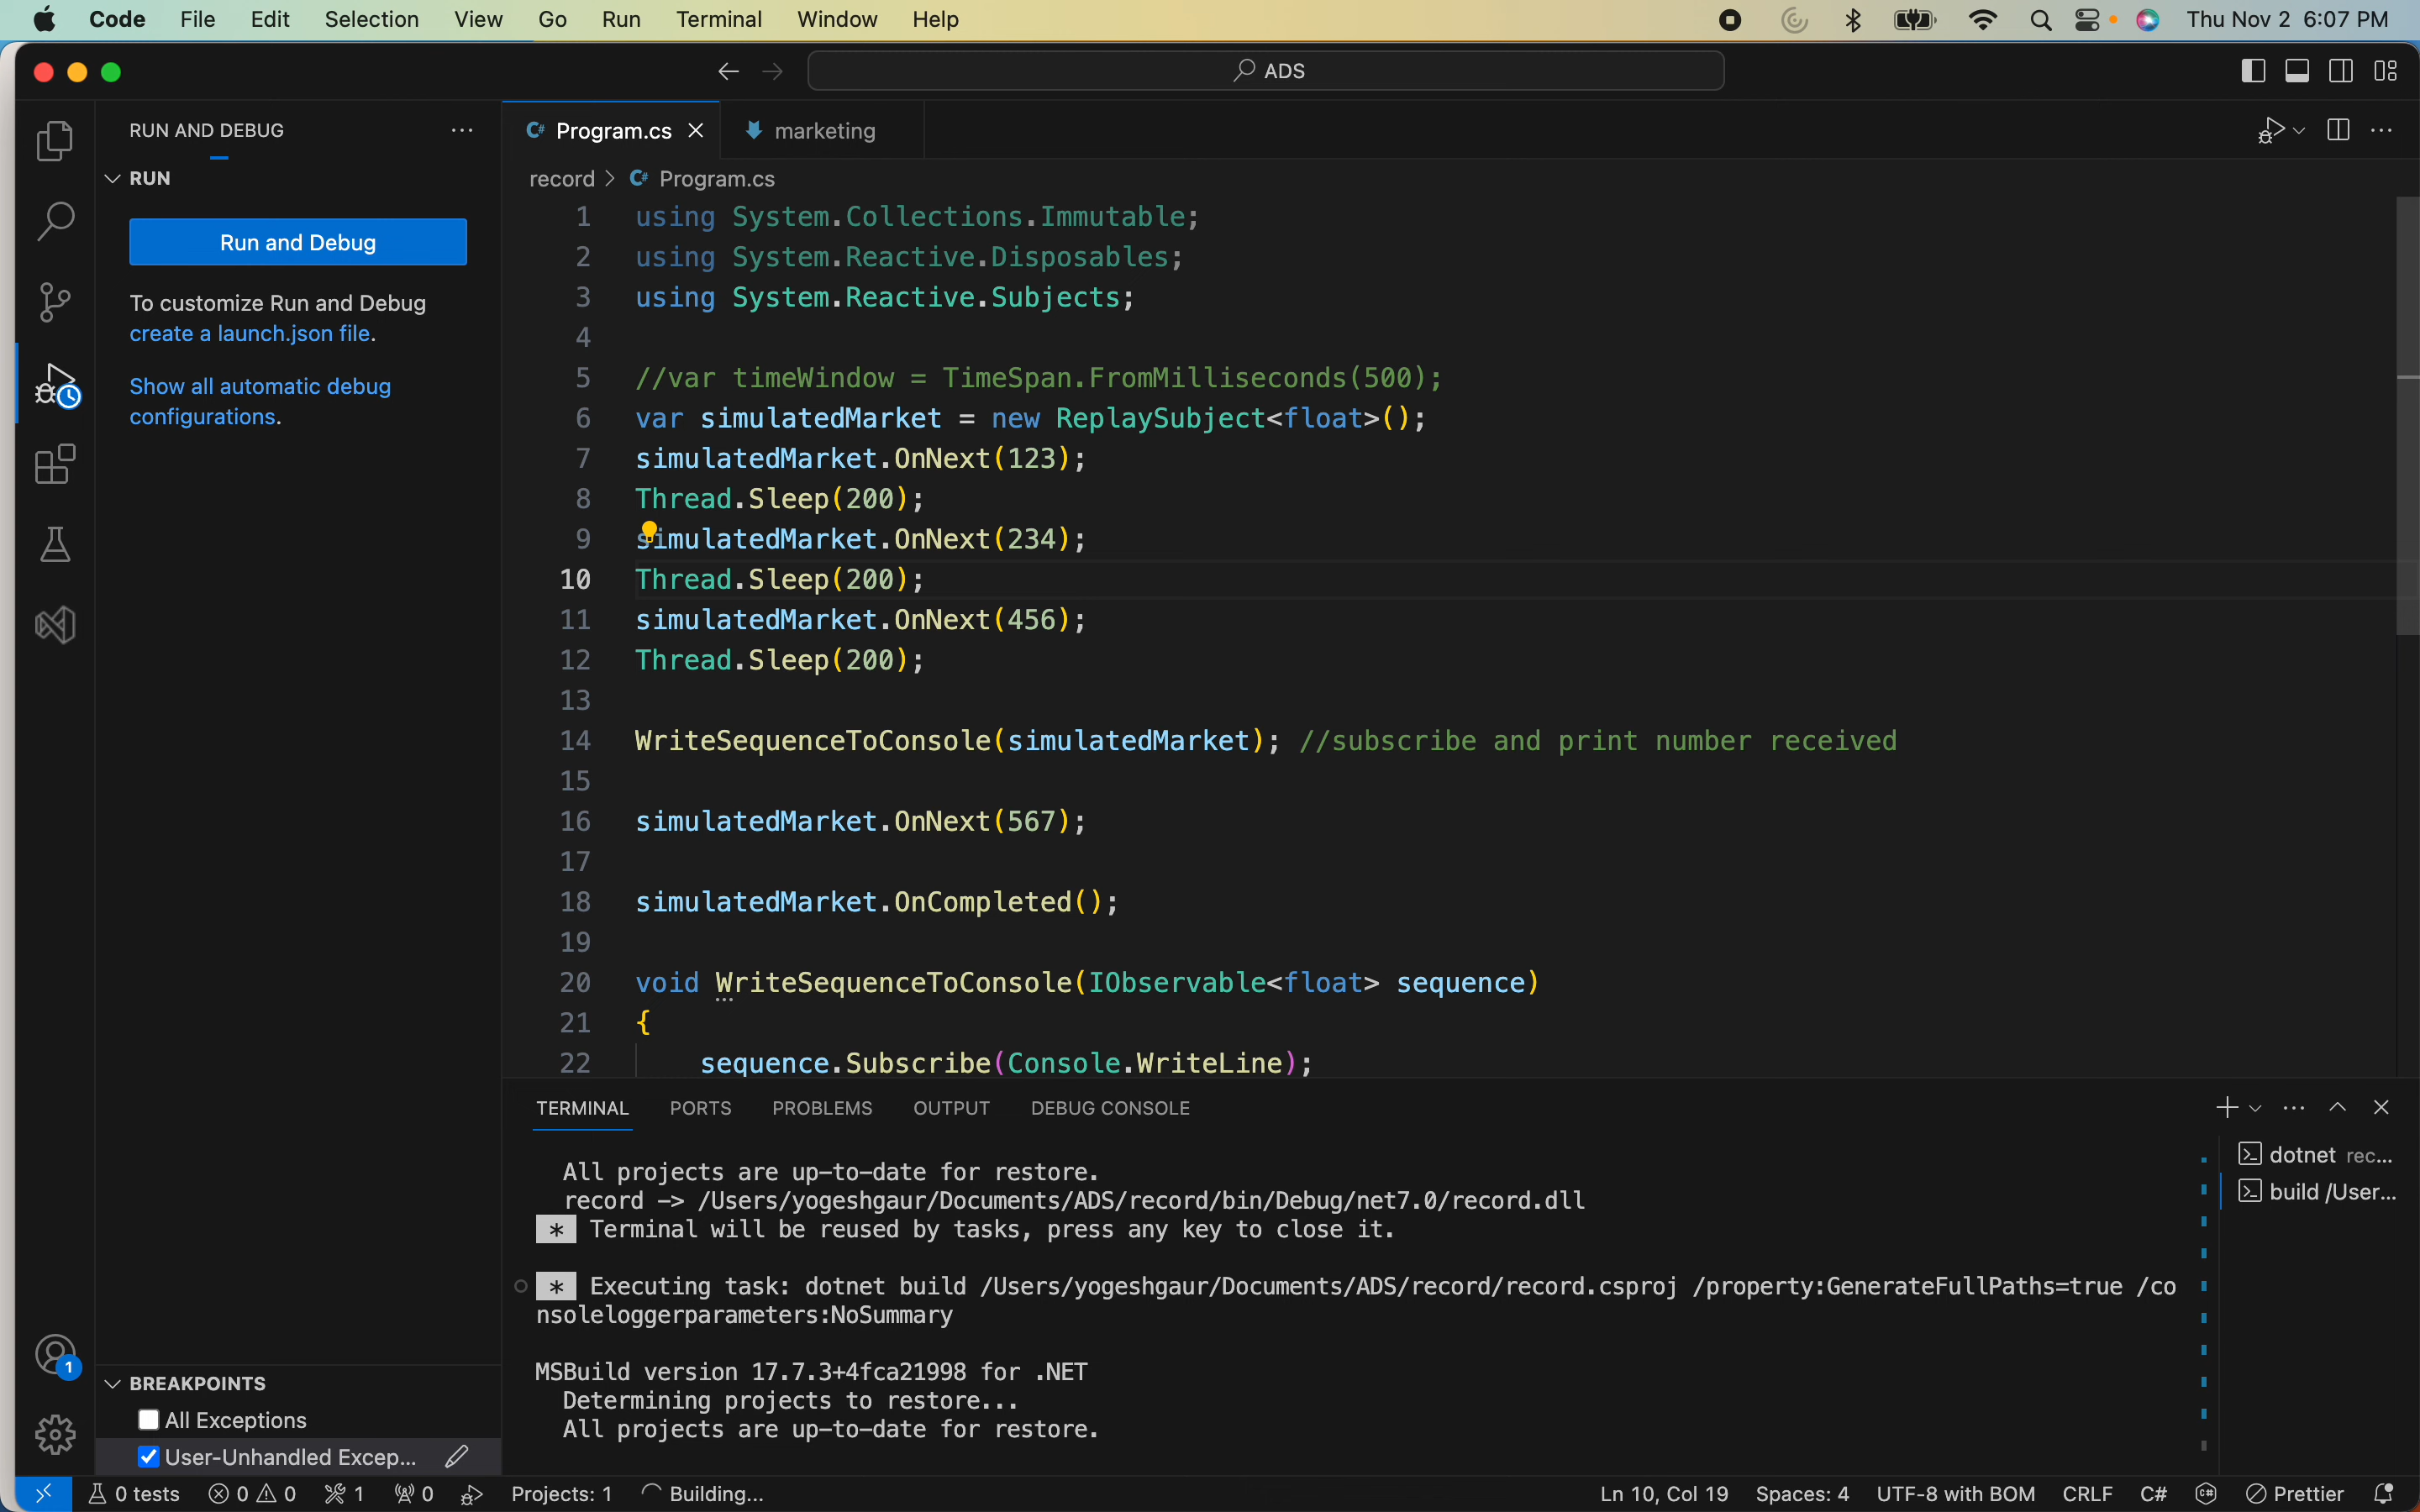 Code File Edit Selection View Go Run Terminal Window Help Thu Nov 2 6:07 PM
ADS
RUN AND DEBUG
RUN
Run and Debug
To customize Run and Debug
create a launch.json file.
Show all automatic debug
configurations.
BREAKPOINTS
All Exceptions
User-Unhandled Excep...
Program.cs marketing
record > Program.cs
1 using System.Collections.Immutable;
2 using System.Reactive.Disposables;
3 using System.Reactive.Subjects;
4
5 //var timeWindow = TimeSpan.FromMilliseconds(500);
6 var simulatedMarket = new ReplaySubject<float>();
7 simulatedMarket.OnNext(123);
8 Thread.Sleep(200);
9 simulatedMarket.OnNext(234);
10 Thread.Sleep(200);
11 simulatedMarket.OnNext(456);
12 Thread.Sleep(200);
13
14 WriteSequenceToConsole(simulatedMarket); //subscribe and print number received
15
16 simulatedMarket.OnNext(567);
17
18 simulatedMarket.OnCompleted();
19
20 void WriteSequenceToConsole(IObservable<float> sequence)
21 {
22 sequence.Subscribe(Console.WriteLine);
TERMINAL PORTS PROBLEMS OUTPUT DEBUG CONSOLE
All projects are up-to-date for restore.
record -> /Users/yogeshgaur/Documents/ADS/record/bin/Debug/net7.0/record.dll
* Terminal will be reused by tasks, press any key to close it.
* Executing task: dotnet build /Users/yogeshgaur/Documents/ADS/record/record.csproj /property:GenerateFullPaths=true /co
nsoleloggerparameters:NoSummary
MSBuild version 17.7.3+4fca21998 for .NET
Determining projects to restore...
All projects are up-to-date for restore.
dotnet rec...
build /User...
1
0 tests 0 0 1 0 Projects: 1 Building... Ln 10, Col 19 Spaces: 4 UTF-8 with BOM CRLF C# Prettier